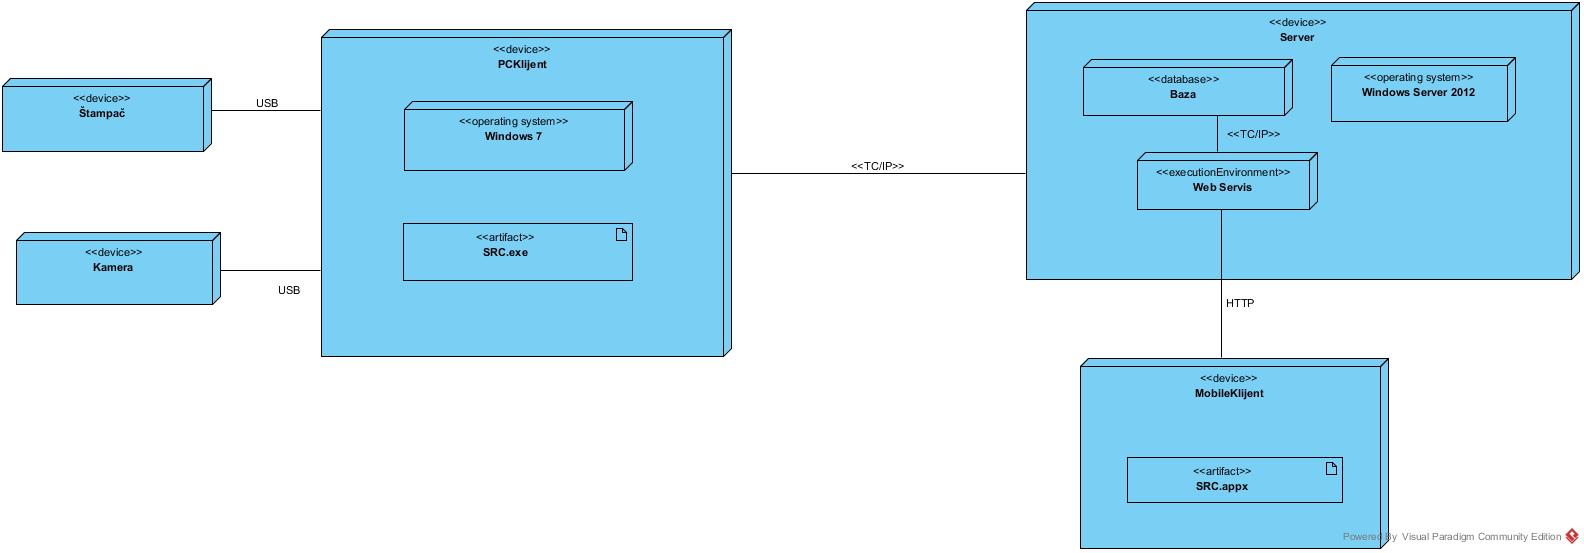 <<device>>
Štampač
USB
<<device>>
Kamera
USB
<<device>>
PCKlijent
<<operating system>>
Windows 7
<<artifact>>
SRC.exe
<<TC/IP>>
<<device>>
Server
<<database>>
Baza
<<operating system>>
Windows Server 2012
<<TC/IP>>
<<executionEnvironment>>
Web Servis
HTTP
<<device>>
MobileKlijent
<<artifact>>
SRC.appx
Powered By Visual Paradigm Community Edition